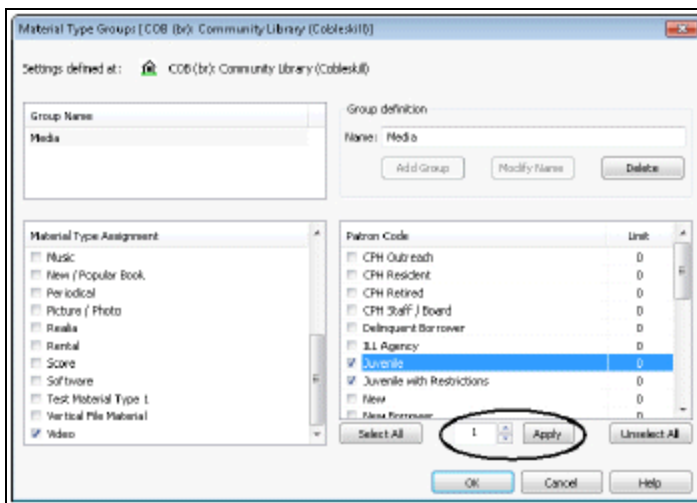 Material Type Groups [COB (br): Community Library (Cobleskill)]
Settings defined at: COB (br): Community Library (Cobleskill)
Group Name
Media
Group definition
Name: Media
Add Group Modify Name Delete
Material Type Assignment
Music
New / Popular Book
Periodical
Picture / Photo
Realia
Rental
Score
Software
Test Material Type 1
Vertical File Material
Video
Patron Code Limit
CPH Outreach 0
CPH Resident 0
CPH Retired 0
CPH Staff / Board 0
Delinquent Borrower 0
ILL Agency 0
Juvenile 0
Juvenile with Restrictions 0
New 0
New Borrower 0
Select All 1 Apply Unselect All
OK Cancel Help